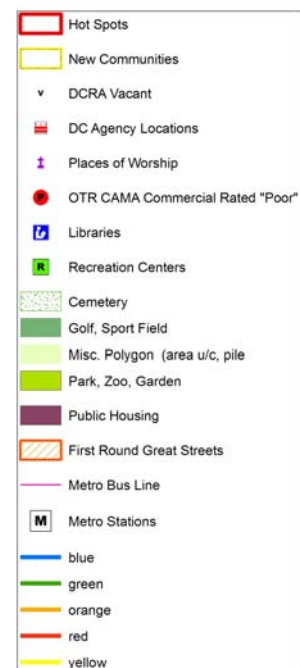 Hot Spots
New Communities
v DCRA Vacant
DC Agency Locations
Places of Worship
P OTR CAMA Commercial Rated "Poor"
Libraries
R Recreation Centers
Cemetery
Golf, Sport Field
Misc. Polygon (area u/c, pile
Park, Zoo, Garden
Public Housing
First Round Great Streets
Metro Bus Line
M Metro Stations
blue
green
orange
red
yellow